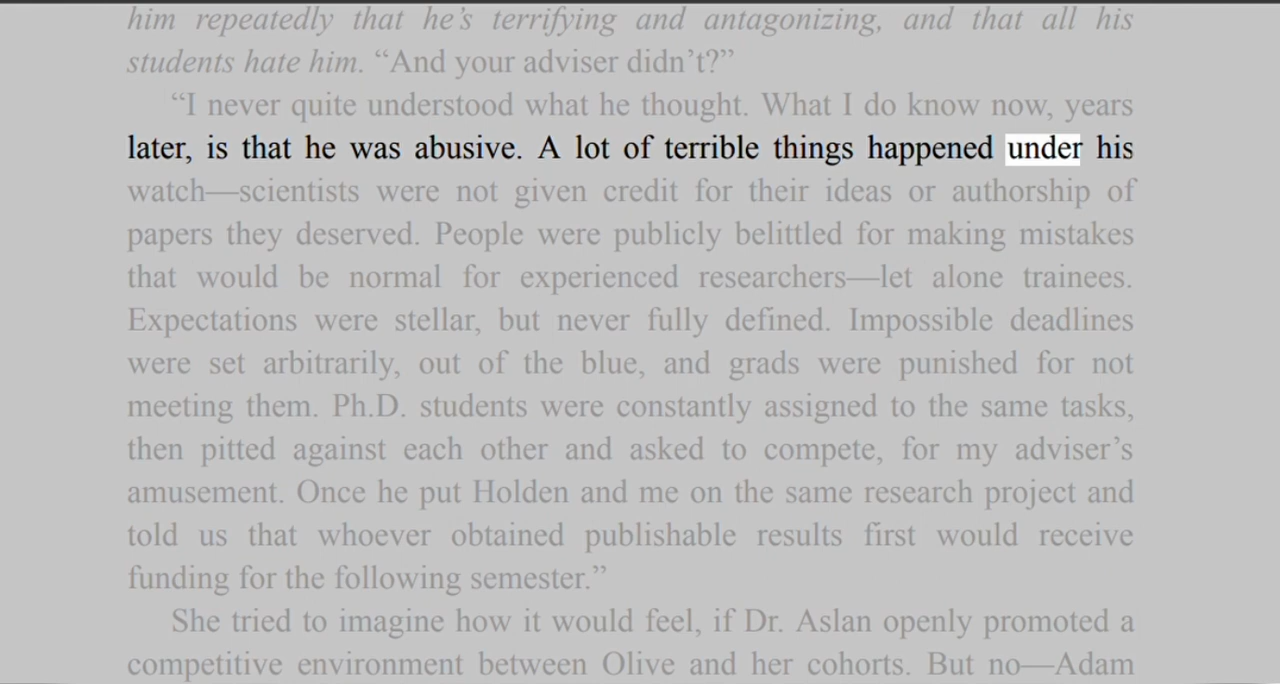 him repeatedly that he’s terrifying and antagonizing, and that all his
students hate him. “And your adviser didn’t?”
“I never quite understood what he thought. What I do know now, years
later, is that he was abusive. A lot of terrible things happened under his
watch—scientists were not given credit for their ideas or authorship of
papers they deserved. People were publicly belittled for making mistakes
that would be normal for experienced researchers—let alone trainees.
Expectations were stellar, but never fully defined. Impossible deadlines
were set arbitrarily, out of the blue, and grads were punished for not
meeting them. Ph.D. students were constantly assigned to the same tasks,
then pitted against each other and asked to compete, for my adviser’s
amusement. Once he put Holden and me on the same research project and
told us that whoever obtained publishable results first would receive
funding for the following semester.”
She tried to imagine how it would feel, if Dr. Aslan openly promoted a
competitive environment between Olive and her cohorts. But no—Adam